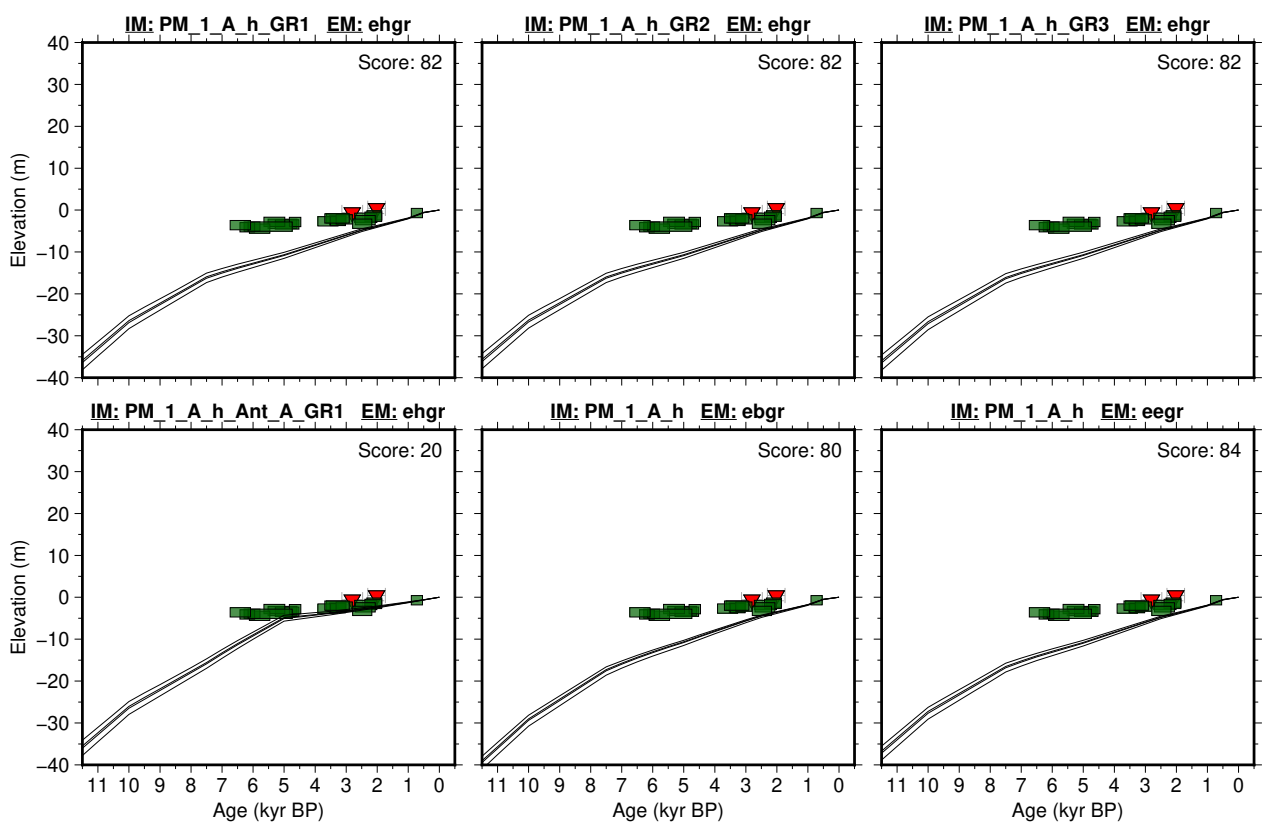 IM: PM_1_A_h_GR1 EM: ehgr IM: PM_1_A_h_GR2 EM: ehgr IM: PM_1_A_h_GR3 EM: ehgr
40
Score: 82 Score: 82 Score: 82
30
20
10
0
−10
−20
−30
−40
Elevation (m)
IM: PM_1_A_h_Ant_A_GR1 EM: ehgr IM: PM_1_A_h EM: ebgr IM: PM_1_A_h EM: eegr
40
Score: 20 Score: 80 Score: 84
30
20
10
0
−10
−20
−30
−40
Elevation (m)
11 10 9 8 7 6 5 4 3 2 1 0 11 10 9 8 7 6 5 4 3 2 1 0 11 10 9 8 7 6 5 4 3 2 1 0
Age (kyr BP) Age (kyr BP) Age (kyr BP)